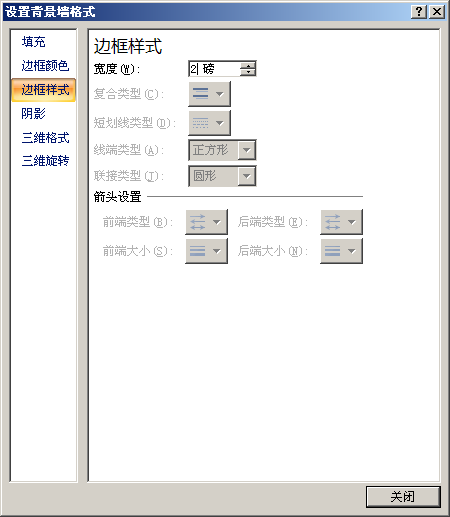 设置背景墙格式
填充
边框颜色
边框样式
阴影
三维格式
三维旋转
边框样式
宽度(W): 2 磅
复合类型(C):
短划线类型(D):
线端类型(A): 正方形
联接类型(J): 圆形
箭头设置
前端类型(B): 后端类型(E):
前端大小(S): 后端大小(N):
关闭